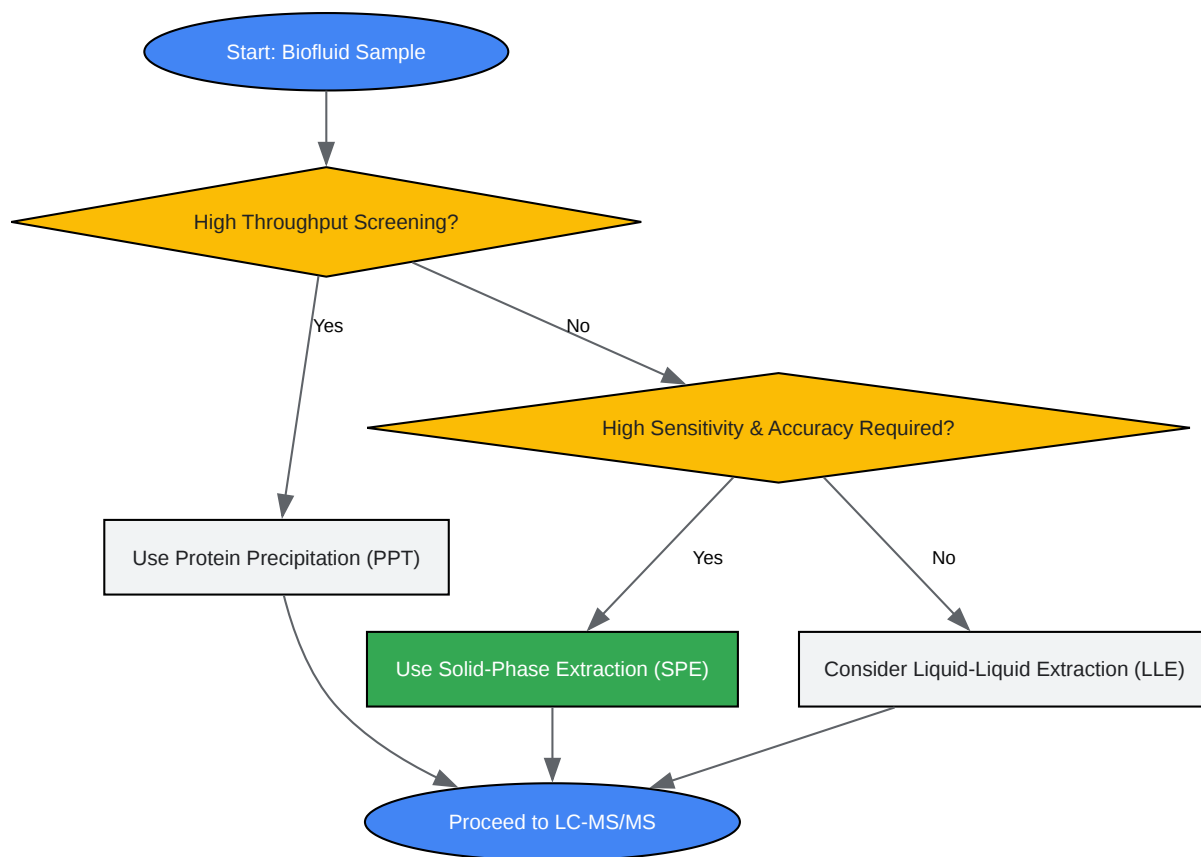 Start: Biofluid Sample
High Throughput Screening?
Yes
No
High Sensitivity & Accuracy Required?
Use Protein Precipitation (PPT)
Yes
No
Use Solid-Phase Extraction (SPE)
Consider Liquid-Liquid Extraction (LLE)
Proceed to LC-MS/MS